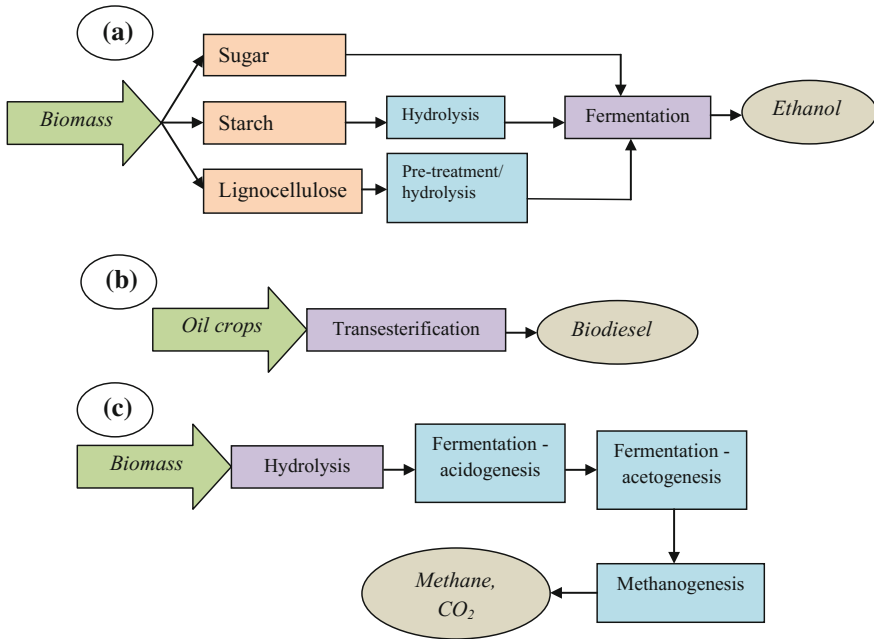 (a)
Sugar
Biomass
Starch
Hydrolysis
Fermentation
Ethanol
Lignocellulose
Pre-treatment/
hydrolysis
(b)
Oil crops
Transesterification
Biodiesel
(c)
Biomass
Hydrolysis
Fermentation -
acidogenesis
Fermentation -
acetogenesis
Methanogenesis
Methane,
CO₂